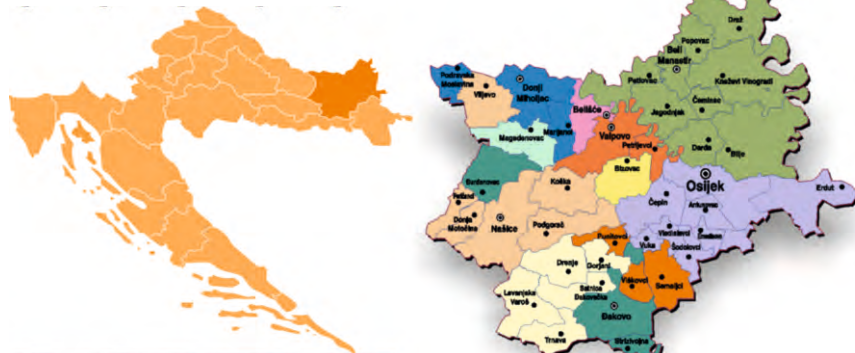 Draž
Popovac
Beli
Manastir
Podravska
Moslavina
Viljevo
Donji
Miholjac
Petlovac
Kneževi Vinogradi
Belišće
Čeminac
Jagodnjak
Marijanci
Magadenovac
Valpovo
Petrijevci
Darda
Bilje
Bizovac
Osijek
Koška
Erdut
Čepin
Antunovac
Donja
Motičina
Našice
Podgorač
Vladislavci
Vuka
Šodolovci
Punitovci
Drenje
Gorjani
Semeljci
Viškovci
Levanjska
Varoš
Satnica
Đakovačka
Đakovo
Trnava
Strizivojna